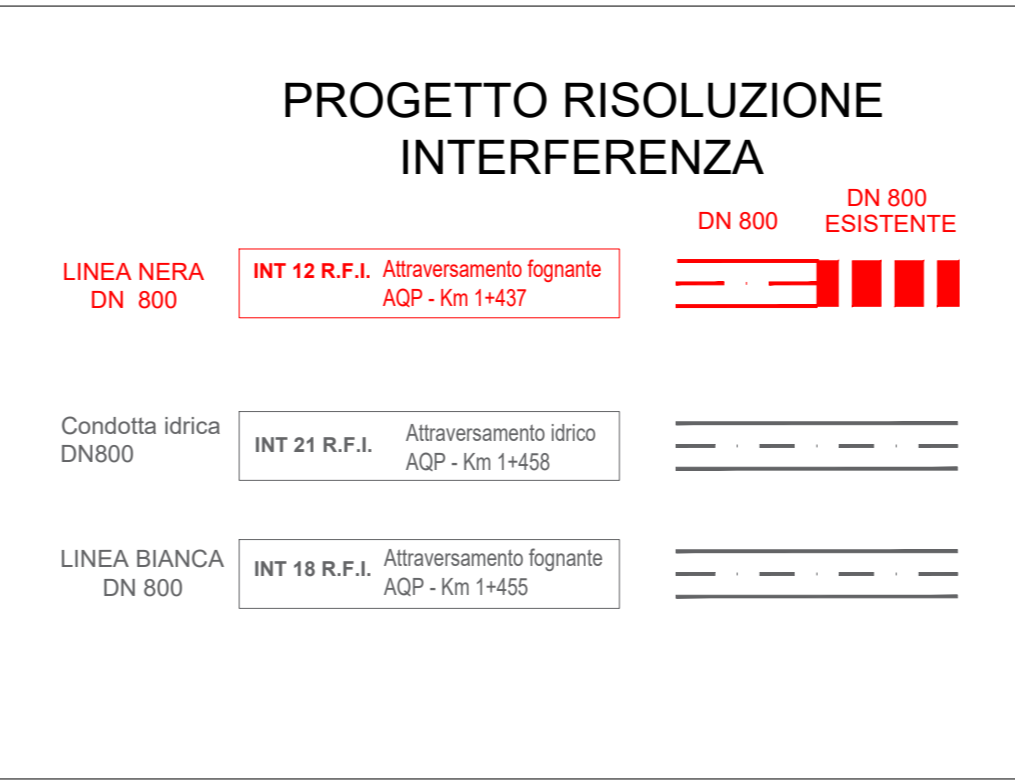 PROGETTO RISOLUZIONE
INTERFERENZA
DN 800
DN 800
ESISTENTE
LINEA NERA
DN 800
INT 12 R.F.I.
Attraversamento fognante
AQP - Km 1+437
Condotta idrica
DN800
INT 21 R.F.I.
Attraversamento idrico
AQP - Km 1+458
LINEA BIANCA
DN 800
INT 18 R.F.I.
Attraversamento fognante
AQP - Km 1+455